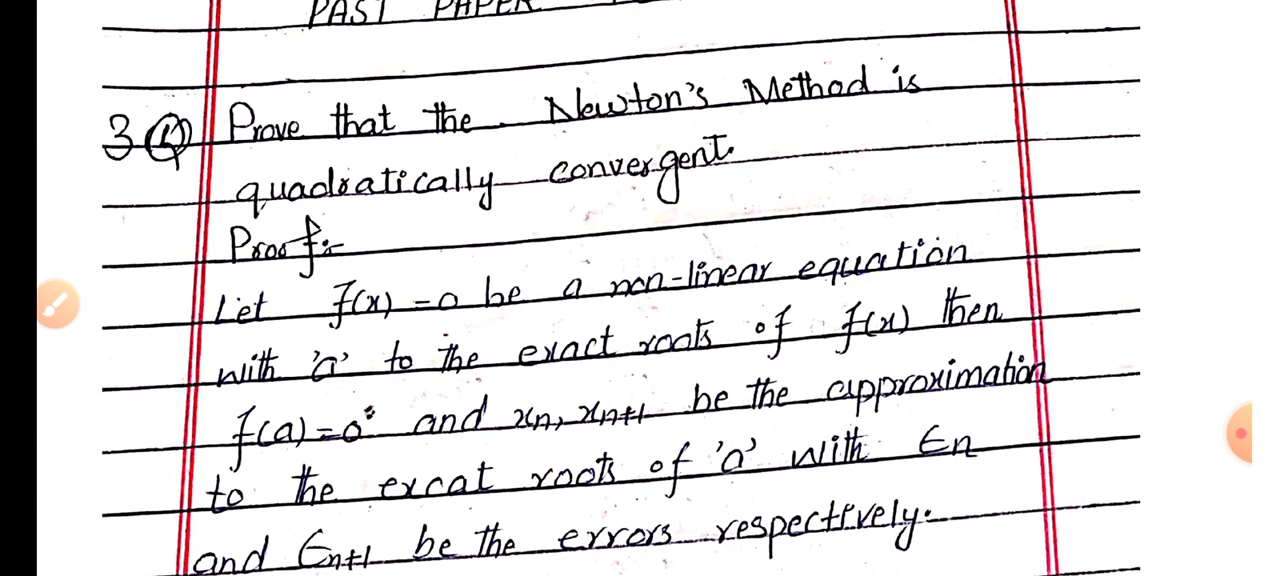 PAST PAPER
3 Q Prove that the Newton's Method is
quadratically convergent.
Proof:-
Let f(x) = 0 be a non-linear equation
with 'a' to the exact roots of f(x) then
f(a) = 0 and xn, xn+1 be the approximation
to the excat roots of 'a' with ∈n
and ∈n+1 be the errors respectively.